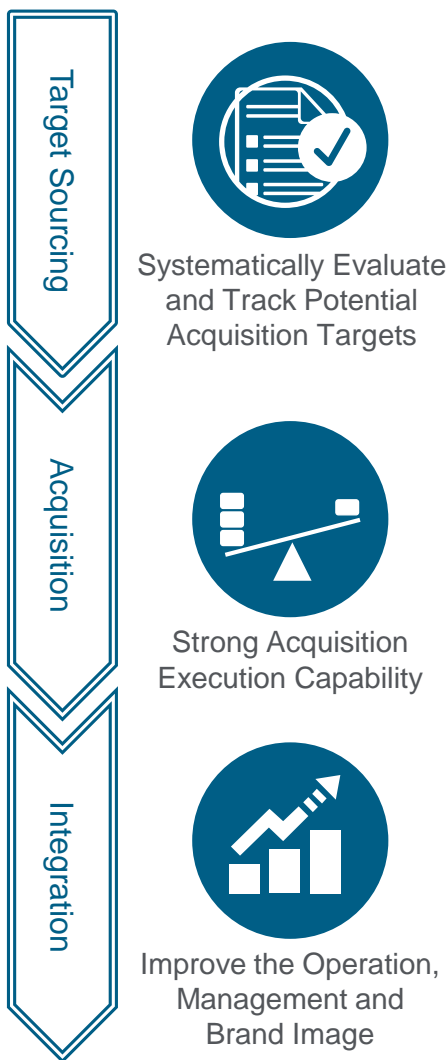 Target Sourcing
Systematically Evaluate
and Track Potential
Acquisition Targets
Acquisition
Strong Acquisition
Execution Capability
Integration
Improve the Operation,
Management and
Brand Image